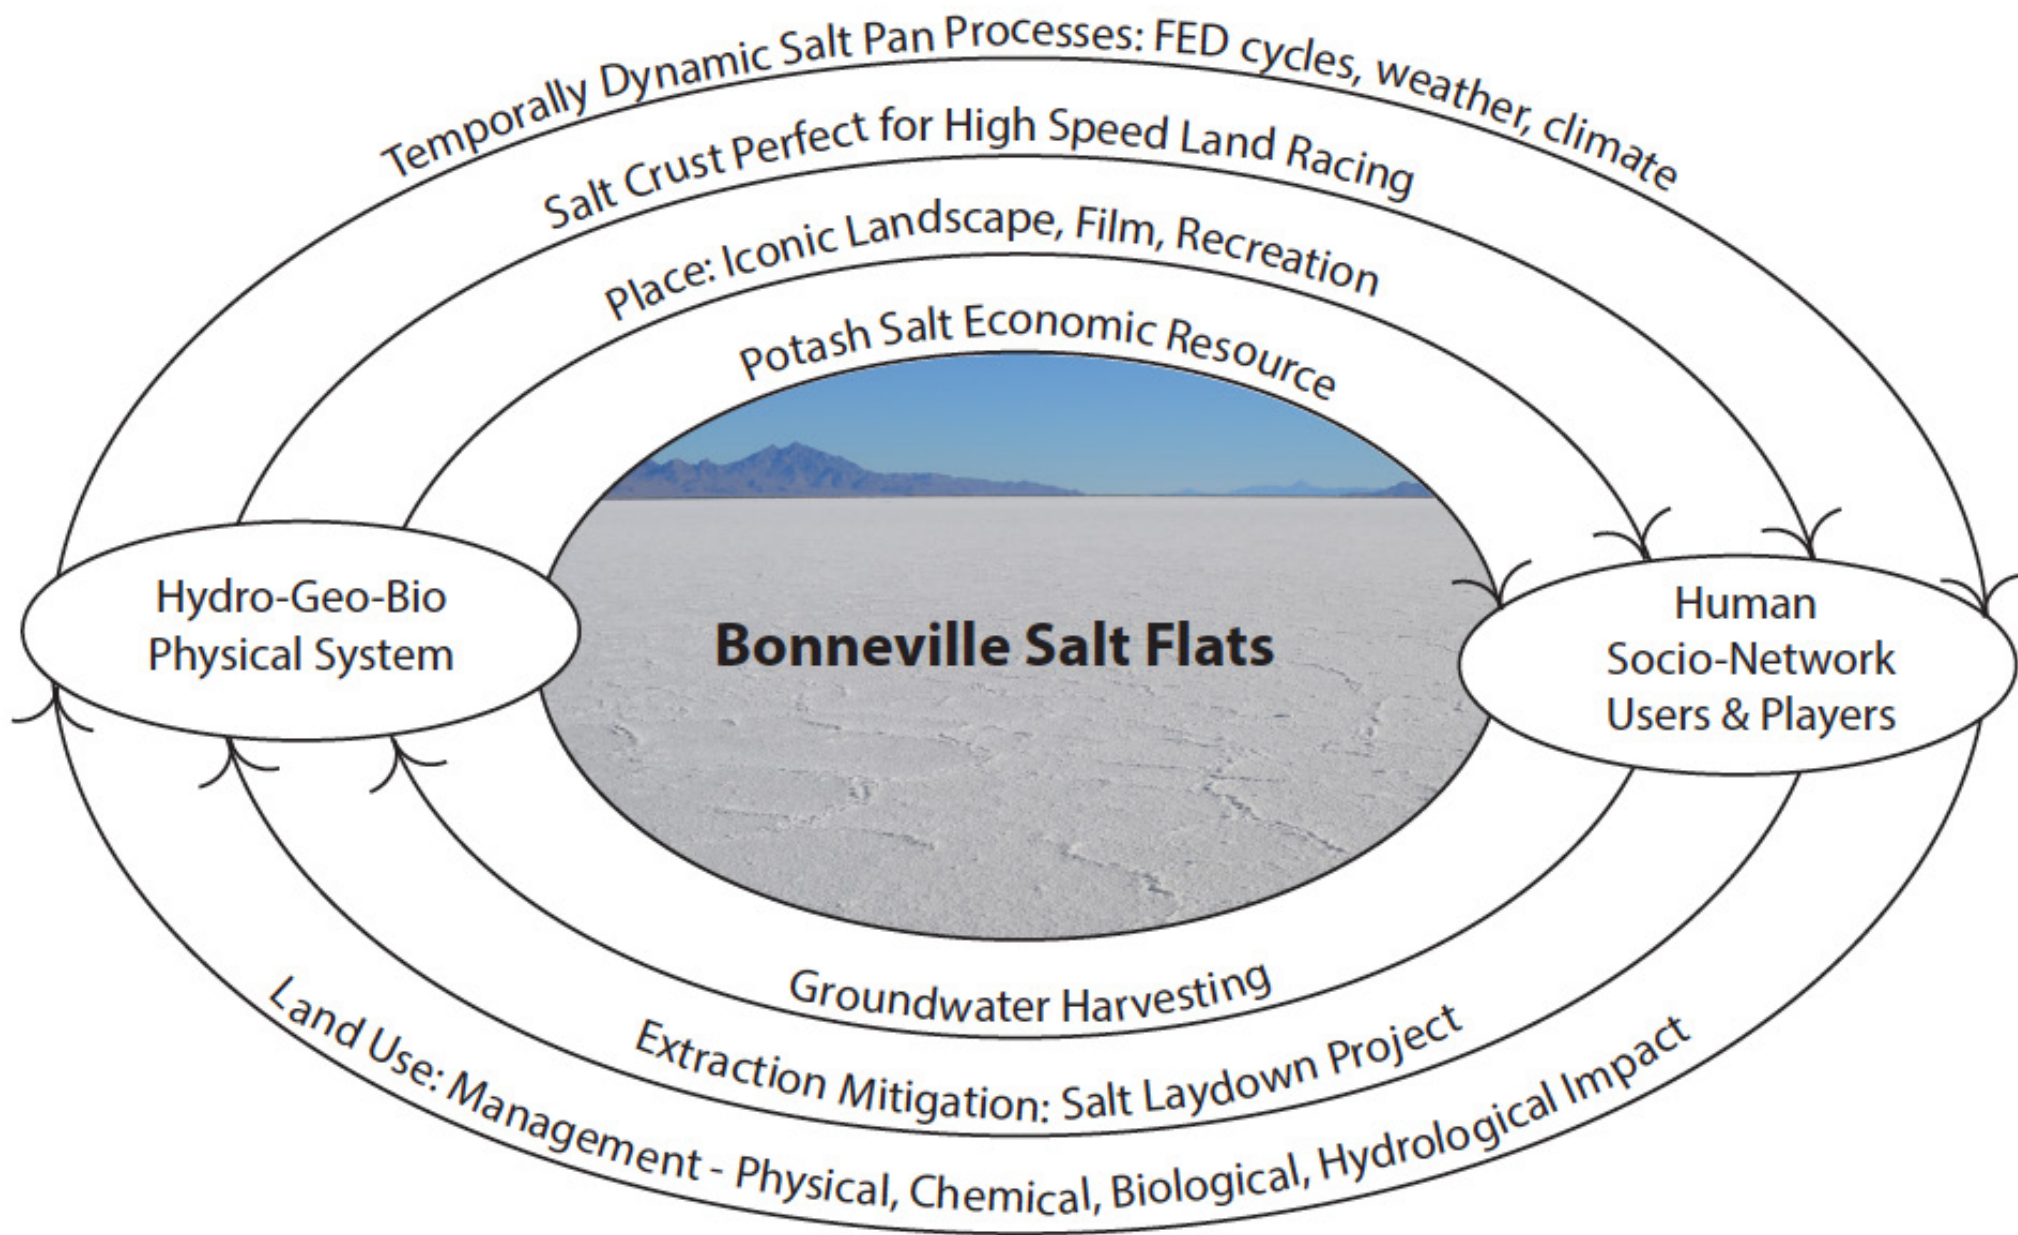 Temporally Dynamic Salt Pan Processes: FED cycles, weather, climate
Salt Crust Perfect for High Speed Land Racing
Place: Iconic Landscape, Film, Recreation
Potash Salt Economic Resource
Hydro-Geo-Bio
Physical System
Bonneville Salt Flats
Human
Socio-Network
Users & Players
Groundwater Harvesting
Extraction Mitigation: Salt Laydown Project
Land Use: Management - Physical, Chemical, Biological, Hydrological Impact